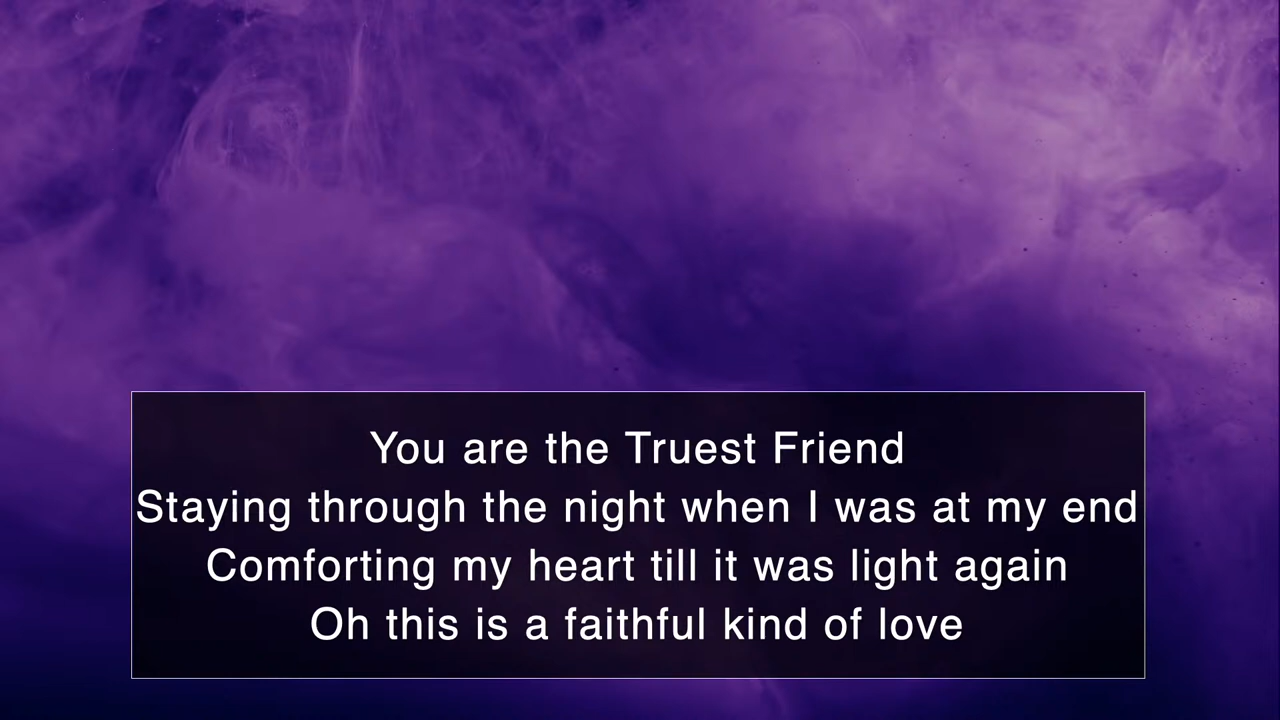 You are the Truest Friend
Staying through the night when I was at my end
Comforting my heart till it was light again
Oh this is a faithful kind of love